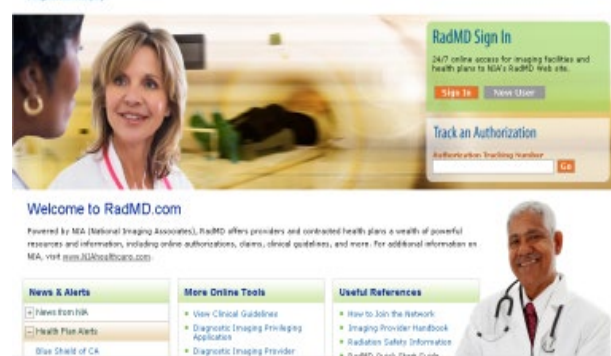 RadMD Sign In
24/7 online access for imaging facilities and
health plans to NIA's RadMD Web site.
Sign In New User
Track an Authorization
Authorization Tracking Number
Go
Welcome to RadMD.com
Powered by NIA (National Imaging Associates), RadMD offers providers and contracted health plans a wealth of powerful
resources and information, including online authorizations, claims, clinical guidelines, and more. For additional information on
NIA, visit www.NIAhealthcare.com.
News & Alerts
News from NIA
Health Plan Alerts
Blue Shield of CA
More Online Tools
View Clinical Guidelines
Diagnostic Imaging Privileging
Application
Diagnostic Imaging Provider
Useful References
How to Join the Network
Imaging Provider Handbook
Radiation Safety Information
RadMD Quick Start Guide